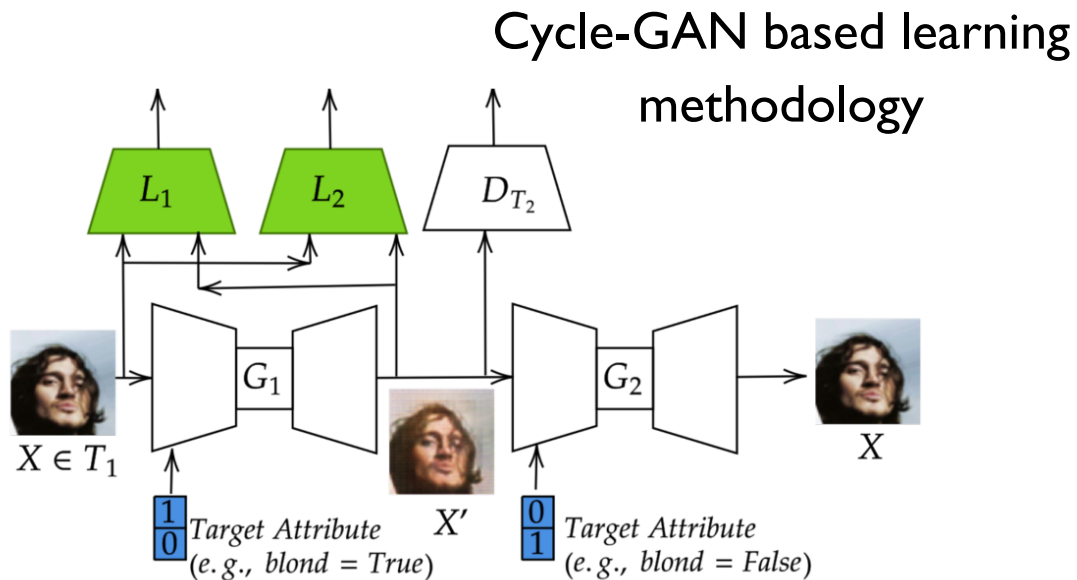 Cycle-GAN based learning
methodology
L₁
L₂
D_T₂
G₁
G₂
X ∈ T₁
X′
X
1
0
Target Attribute
(e.g., blond = True)
0
1
Target Attribute
(e.g., blond = False)